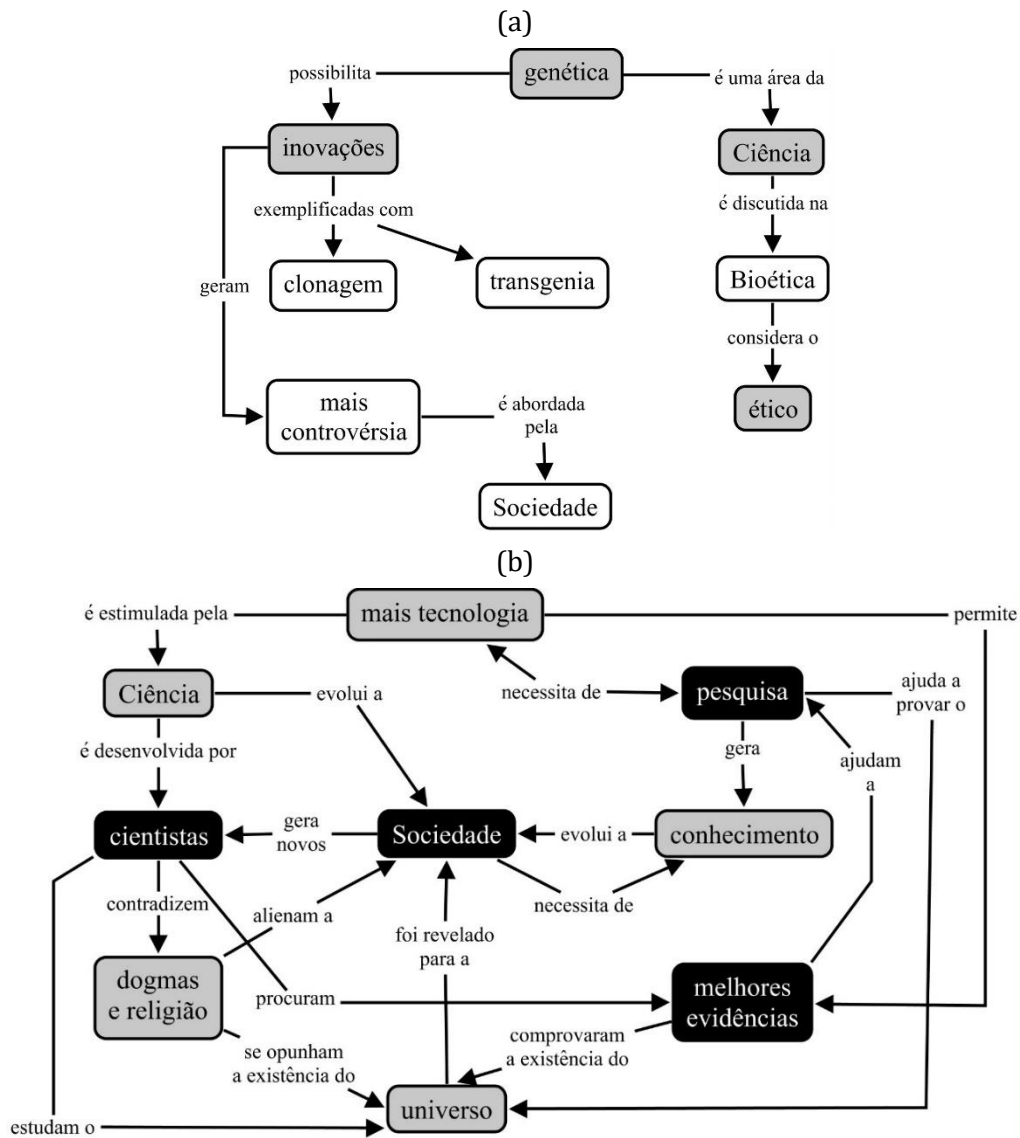 (a)
possibilita
genética
é uma área da
inovações
Ciência
exemplificadas com
é discutida na
geram
clonagem
transgenia
Bioética
considera o
mais
controvérsia
é abordada
pela
ético
Sociedade
(b)
é estimulada pela
mais tecnologia
permite
Ciência
evolui a
necessita de
pesquisa
ajuda a
provar o
é desenvolvida por
gera
ajudam
a
cientistas
gera
novos
Sociedade
evolui a
conhecimento
contradizem
alienam a
necessita de
foi revelado
para a
dogmas
e religião
procuram
melhores
evidências
se opunham
a existência do
comprovaram
a existência do
universo
estudam o